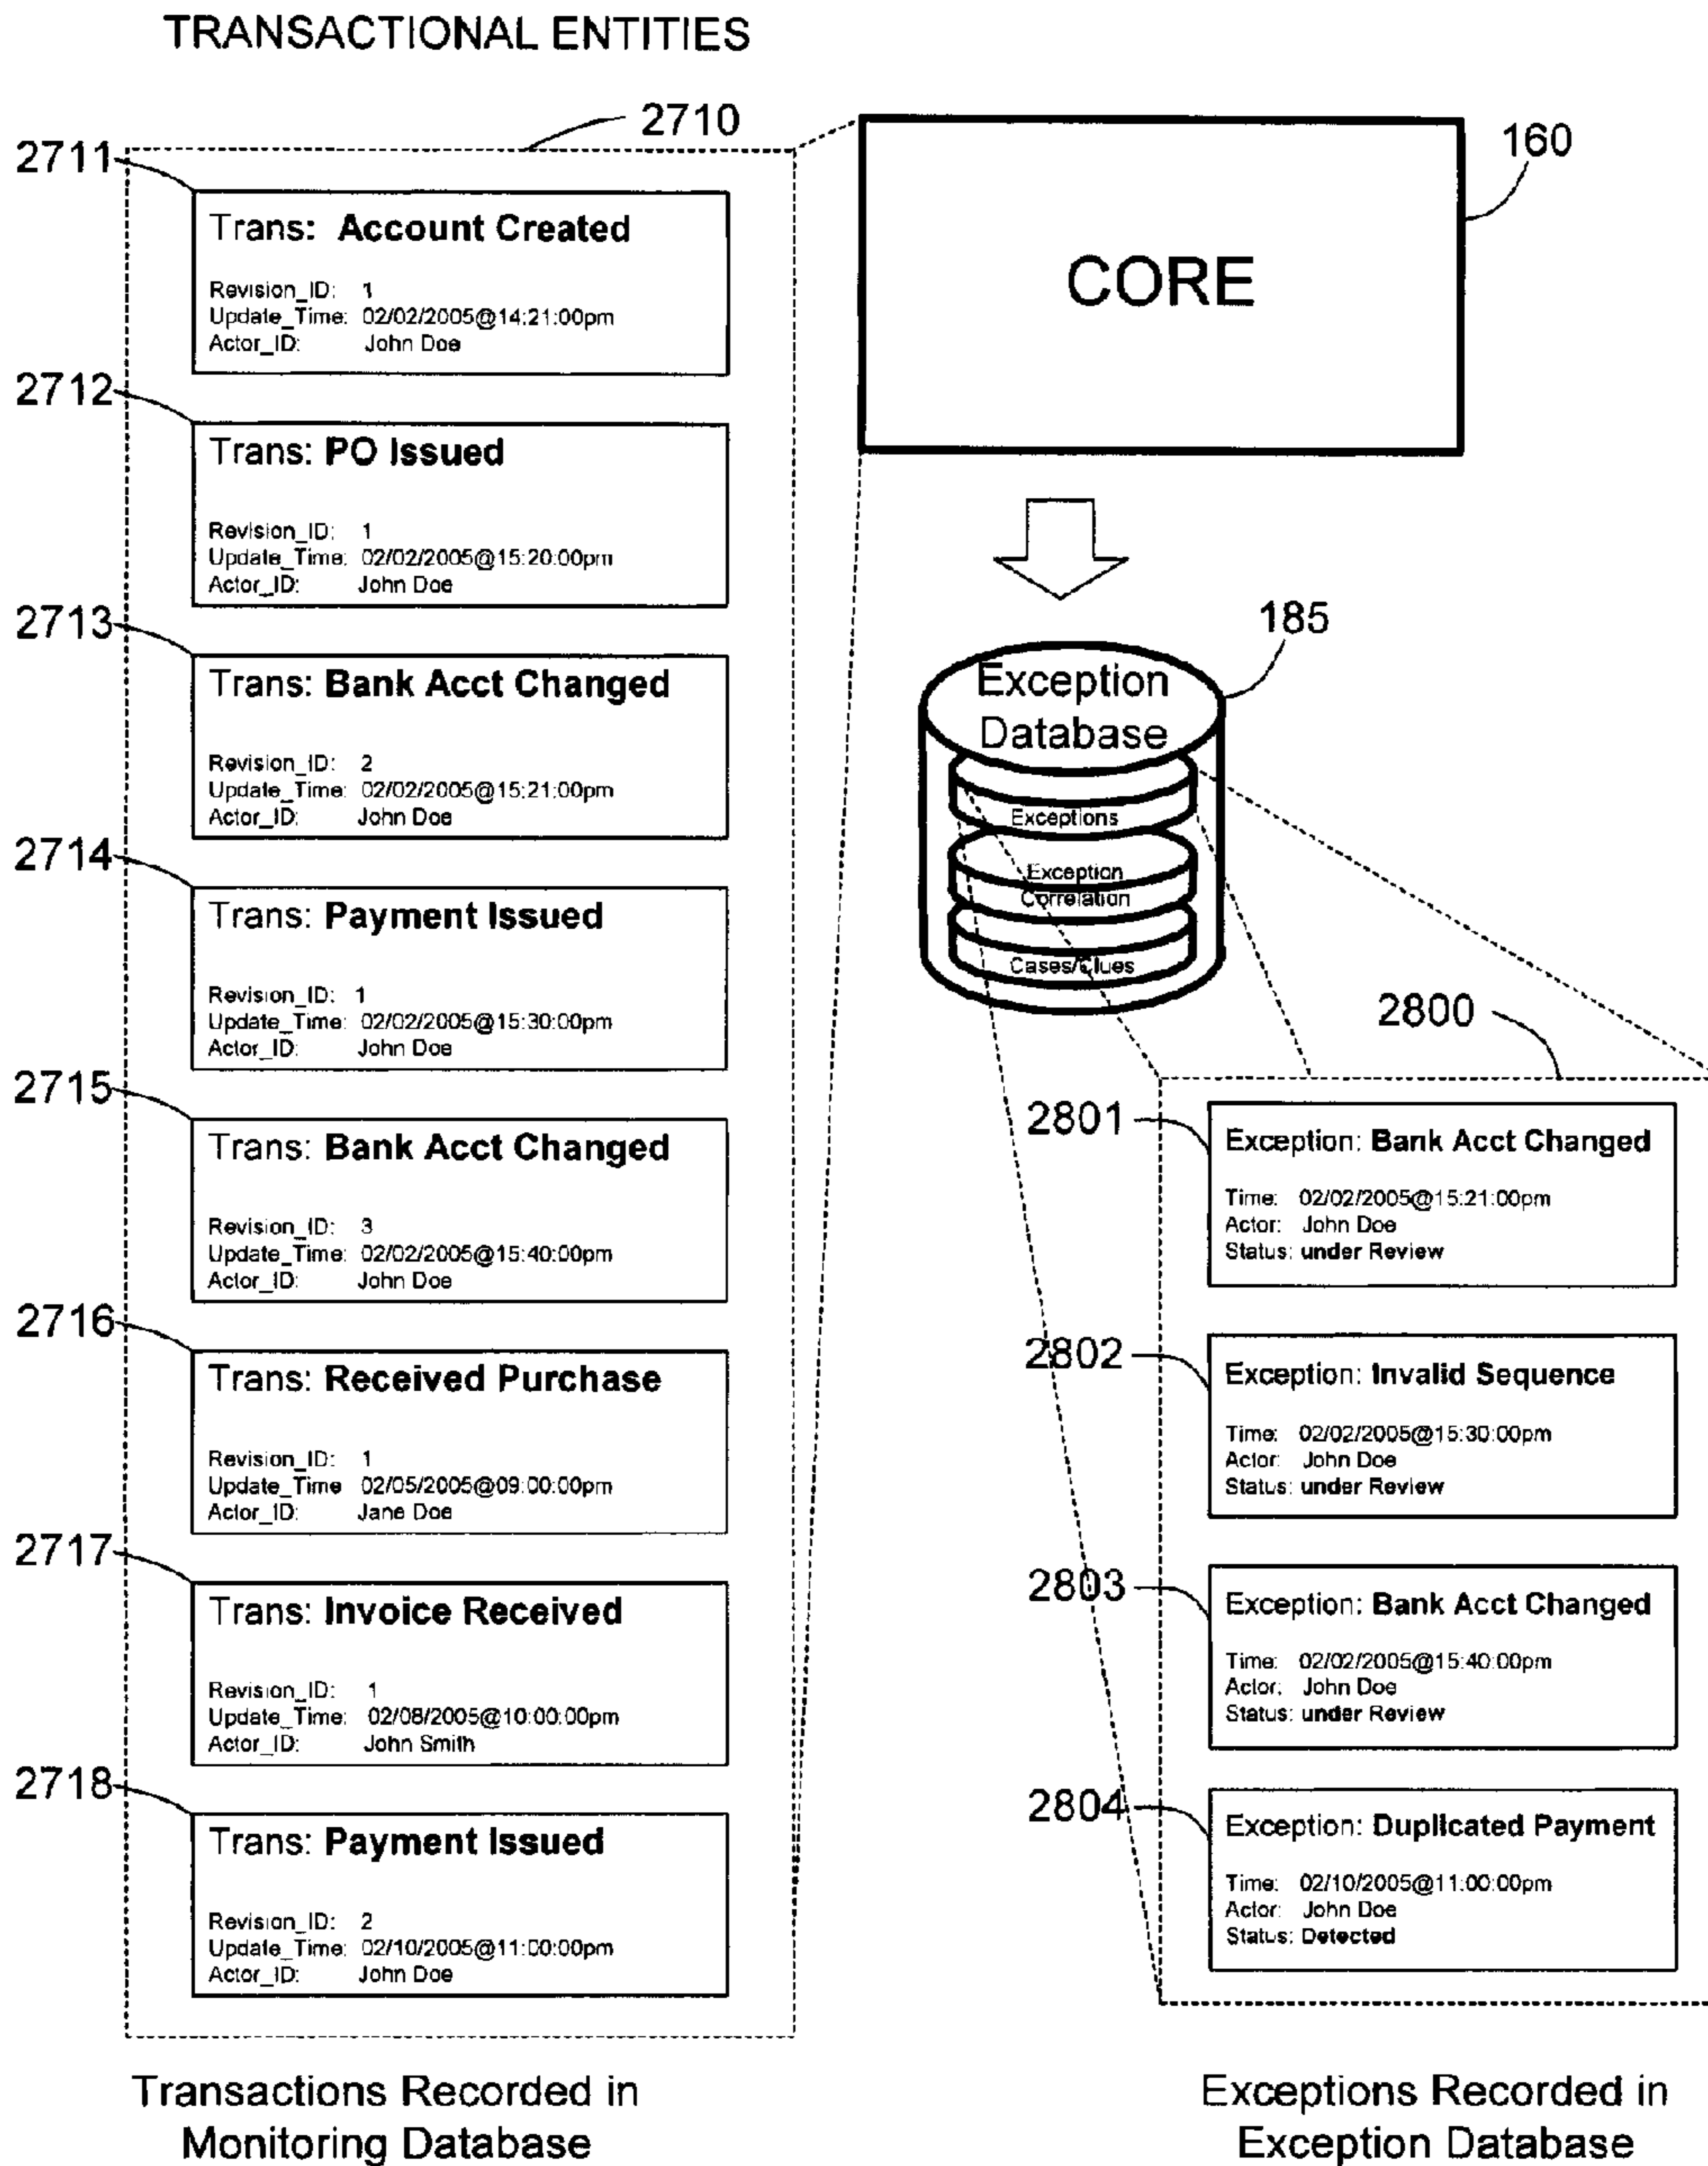 TRANSACTIONAL ENTITIES
2710
2711
Trans: Account Created
Revision_ID: 1
Update_Time: 02/02/2005@14:21:00pm
Actor_ID: John Doe
2712
Trans: PO Issued
Revision_ID: 1
Update_Time: 02/02/2005@15:20:00pm
Actor_ID: John Doe
2713
Trans: Bank Acct Changed
Revision_ID: 2
Update_Time: 02/02/2005@15:21:00pm
Actor_ID: John Doe
2714
Trans: Payment Issued
Revision_ID: 1
Update_Time: 02/02/2005@15:30:00pm
Actor_ID: John Doe
2715
Trans: Bank Acct Changed
Revision_ID: 3
Update_Time: 02/02/2005@15:40:00pm
Actor_ID: John Doe
2716
Trans: Received Purchase
Revision_ID: 1
Update_Time 02/05/2005@09:00:00pm
Actor_ID: Jane Doe
2717
Trans: Invoice Received
Revision_ID: 1
Update_Time: 02/08/2005@10:00:00pm
Actor_ID: John Smith
2718
Trans: Payment Issued
Revision_ID: 2
Update_Time: 02/10/2005@11:00:00pm
Actor_ID: John Doe
Transactions Recorded in
Monitoring Database
160
CORE
185
Exception
Database
Exceptions
Exception
Correlation
Cases/Clues
2800
2801
Exception: Bank Acct Changed
Time: 02/02/2005@15:21:00pm
Actor: John Doe
Status: under Review
2802
Exception: Invalid Sequence
Time: 02/02/2005@15:30:00pm
Actor: John Doe
Status: under Review
2803
Exception: Bank Acct Changed
Time: 02/02/2005@15:40:00pm
Actor: John Doe
Status: under Review
2804
Exception: Duplicated Payment
Time: 02/10/2005@11:00:00pm
Actor: John Doe
Status: Detected
Exceptions Recorded in
Exception Database